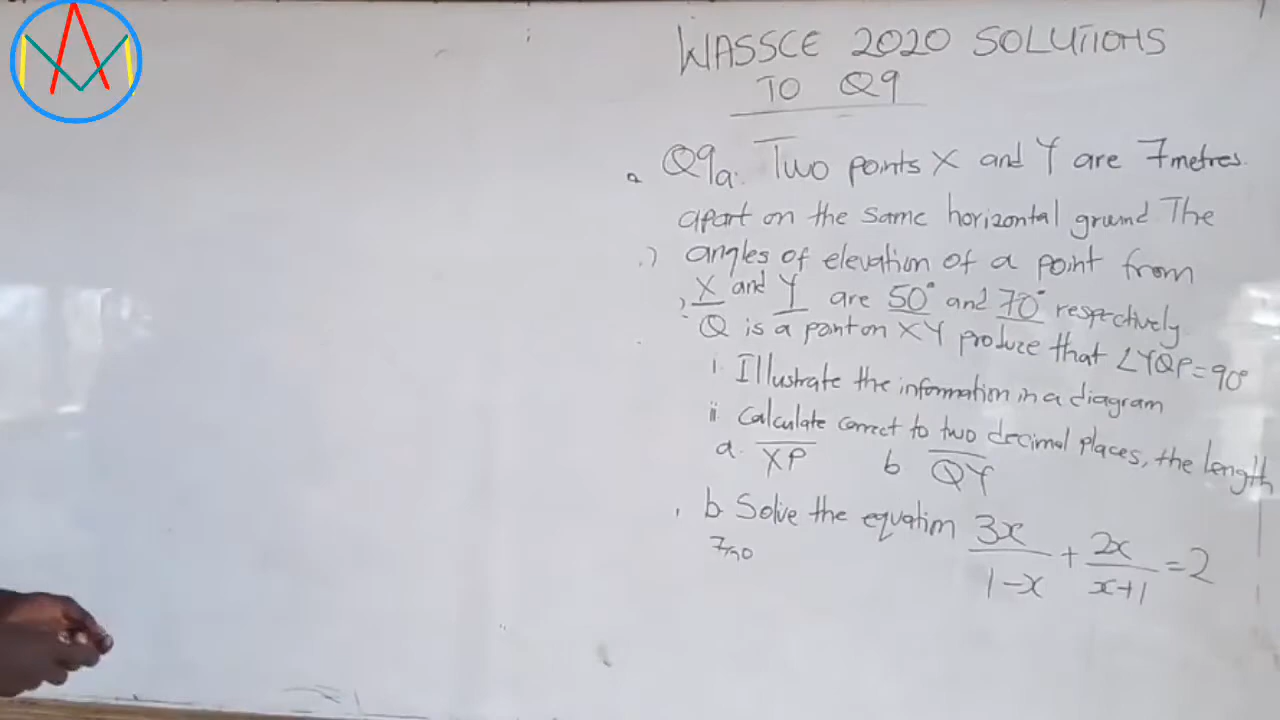 WASSCE 2020 SOLUTIONS
TO Q9
Q9a. Two points X and Y are 7metres
apart on the same horizontal ground The
angles of elevation of a point from
X and Y are 50° and 70° respectively
Q is a point on XY produce that ∠YQP=90°
i. Illustrate the information in a diagram
ii Calculate correct to two decimal places, the length
a. XP b QY
b. Solve the equation 3x/1-x + 2x/x+1 = 2